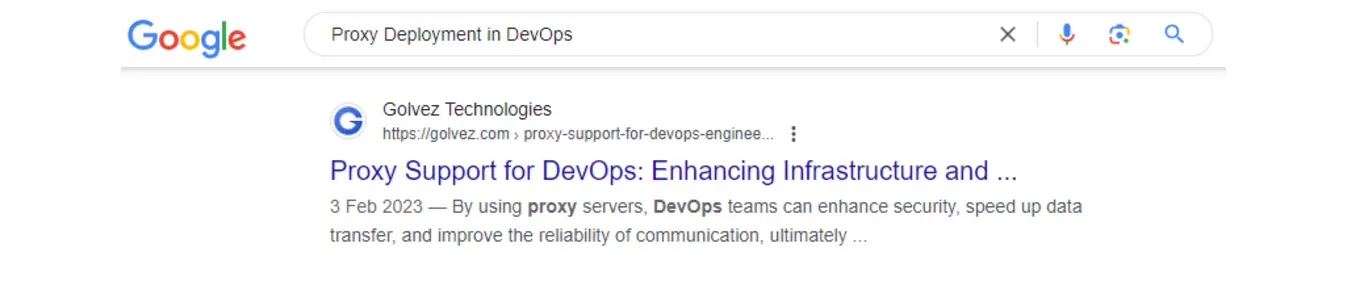 Google
Proxy Deployment in DevOps
Golvez Technologies
https://golvez.com › proxy-support-for-devops-enginee...
Proxy Support for DevOps: Enhancing Infrastructure and ...
3 Feb 2023 — By using proxy servers, DevOps teams can enhance security, speed up data
transfer, and improve the reliability of communication, ultimately ...